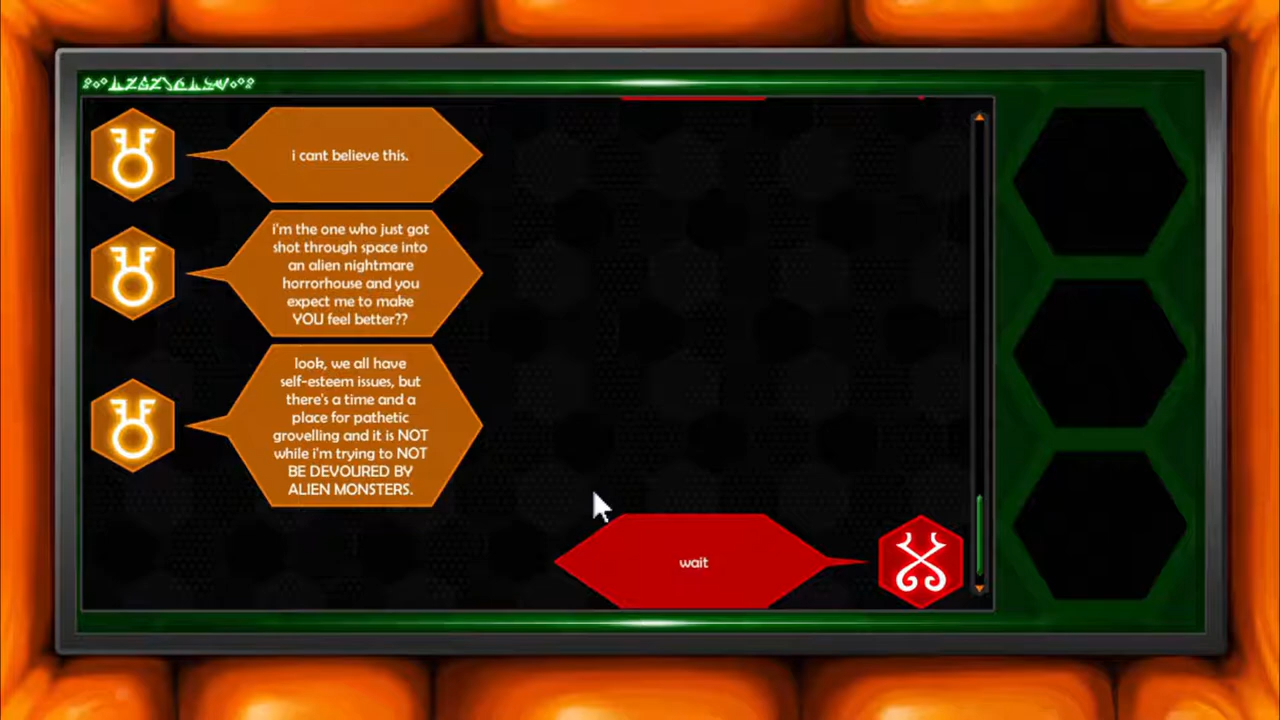 i cant believe this.
i'm the one who just got
shot through space into
an alien nightmare
horrorhouse and you
expect me to make
YOU feel better??
look, we all have
self-esteem issues, but
there's a time and a
place for pathetic
grovelling and it is NOT
while i'm trying to NOT
BE DEVOURED BY
ALIEN MONSTERS.
wait